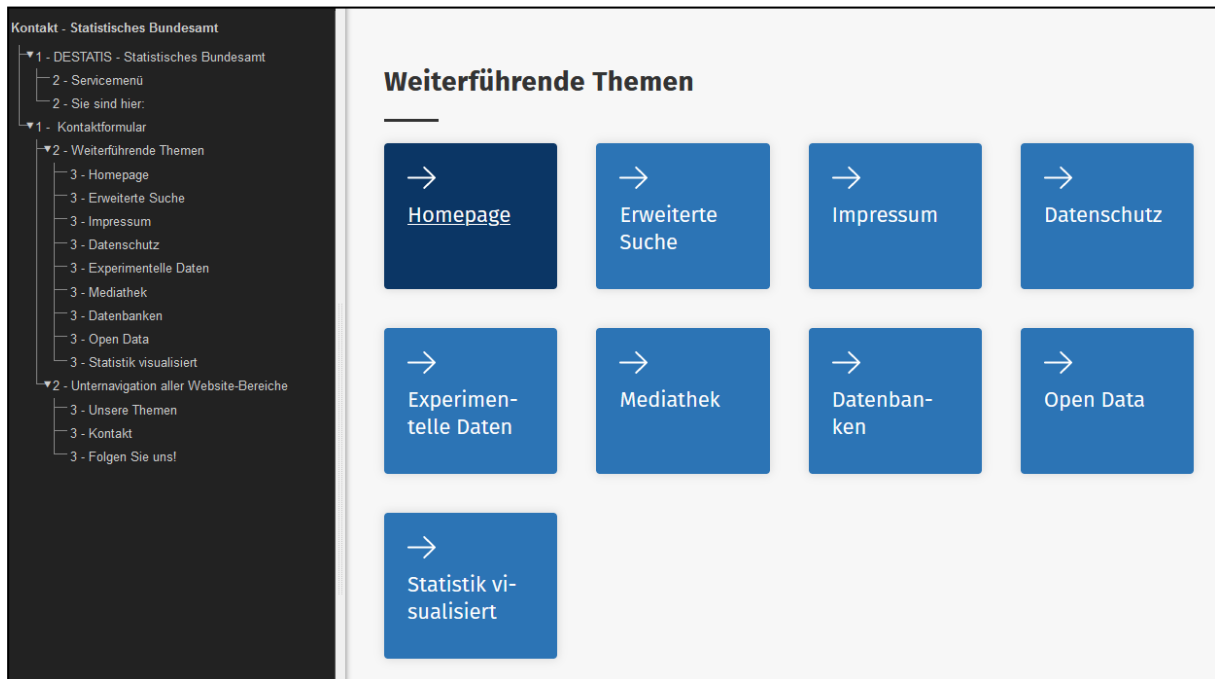 Kontakt - Statistisches Bundesamt
1 - DESTATIS - Statistisches Bundesamt
2 - Servicemenü
2 - Sie sind hier:
1 - Kontaktformular
2 - Weiterführende Themen
3 - Homepage
3 - Erweiterte Suche
3 - Impressum
3 - Datenschutz
3 - Experimentelle Daten
3 - Mediathek
3 - Datenbanken
3 - Open Data
3 - Statistik visualisiert
2 - Unternavigation aller Website-Bereiche
3 - Unsere Themen
3 - Kontakt
3 - Folgen Sie uns!
Weiterführende Themen
Homepage
Erweiterte
Suche
Impressum
Datenschutz
Experimen-
telle Daten
Mediathek
Datenban-
ken
Open Data
Statistik vi-
sualisiert